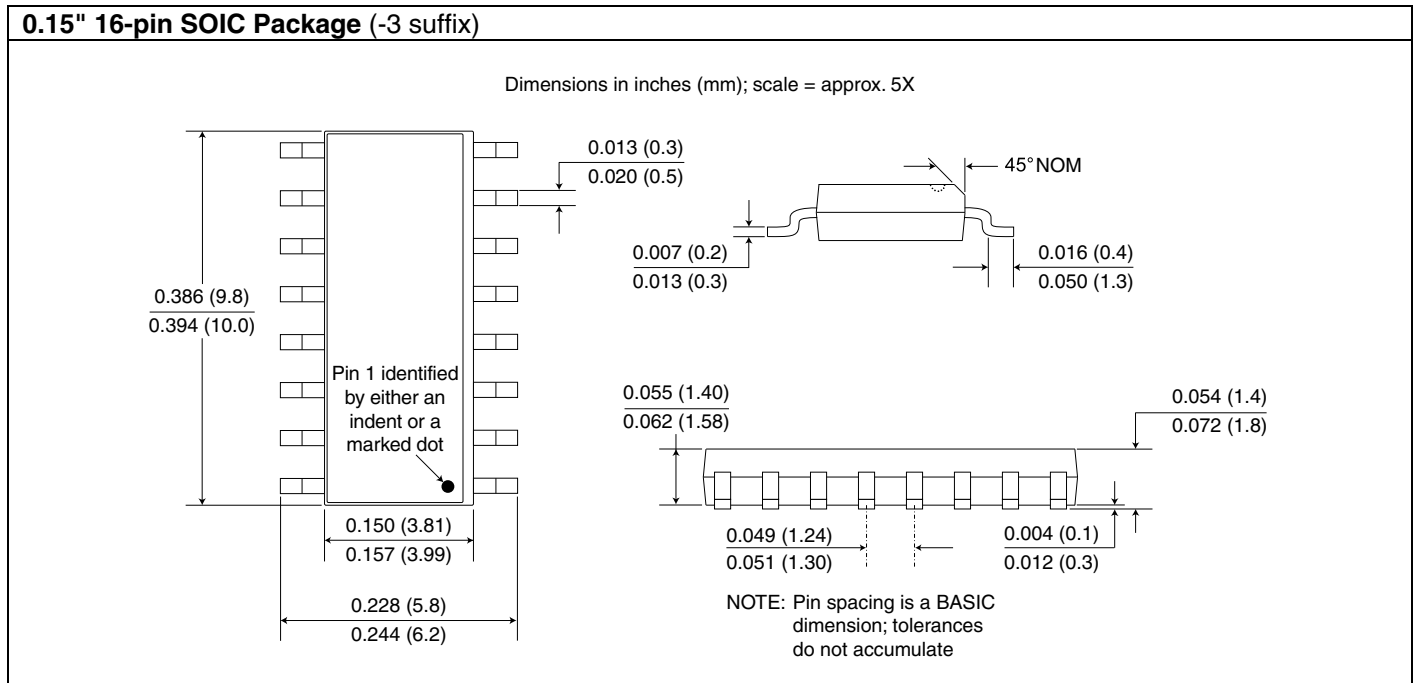 0.15" 16-pin SOIC Package (-3 suffix)
Dimensions in inches (mm); scale = approx. 5X
0.013 (0.3)
0.020 (0.5)
45° NOM
0.007 (0.2)
0.013 (0.3)
0.016 (0.4)
0.050 (1.3)
0.386 (9.8)
0.394 (10.0)
Pin 1 identified
by either an
indent or a
marked dot
0.055 (1.40)
0.062 (1.58)
0.054 (1.4)
0.072 (1.8)
0.150 (3.81)
0.157 (3.99)
0.049 (1.24)
0.051 (1.30)
0.004 (0.1)
0.012 (0.3)
0.228 (5.8)
0.244 (6.2)
NOTE: Pin spacing is a BASIC
dimension; tolerances
do not accumulate